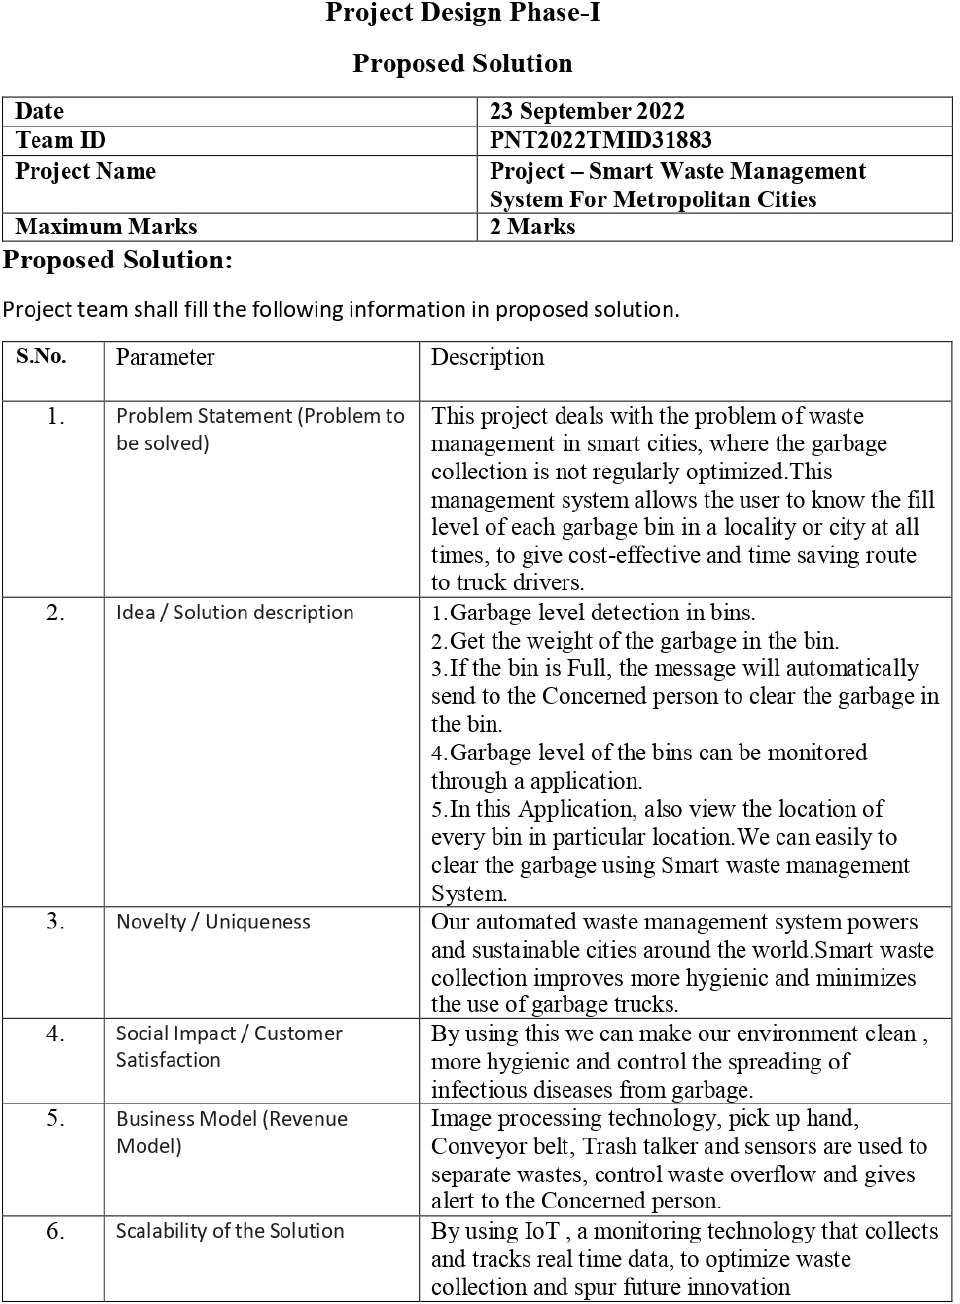 Project Design Phase-I
Proposed Solution
Date 23 September 2022
Team ID PNT2022TMID31883
Project Name Project – Smart Waste Management
System For Metropolitan Cities
Maximum Marks 2 Marks
Proposed Solution:
Project team shall fill the following information in proposed solution.
S.No. Parameter Description
1. Problem Statement (Problem to
be solved)
This project deals with the problem of waste
management in smart cities, where the garbage
collection is not regularly optimized.This
management system allows the user to know the fill
level of each garbage bin in a locality or city at all
times, to give cost-effective and time saving route
to truck drivers.
2. Idea / Solution description
1.Garbage level detection in bins.
2.Get the weight of the garbage in the bin.
3.If the bin is Full, the message will automatically
send to the Concerned person to clear the garbage in
the bin.
4.Garbage level of the bins can be monitored
through a application.
5.In this Application, also view the location of
every bin in particular location.We can easily to
clear the garbage using Smart waste management
System.
3. Novelty / Uniqueness
Our automated waste management system powers
and sustainable cities around the world.Smart waste
collection improves more hygienic and minimizes
the use of garbage trucks.
4. Social Impact / Customer
Satisfaction
By using this we can make our environment clean ,
more hygienic and control the spreading of
infectious diseases from garbage.
5. Business Model (Revenue
Model)
Image processing technology, pick up hand,
Conveyor belt, Trash talker and sensors are used to
separate wastes, control waste overflow and gives
alert to the Concerned person.
6. Scalability of the Solution
By using IoT , a monitoring technology that collects
and tracks real time data, to optimize waste
collection and spur future innovation